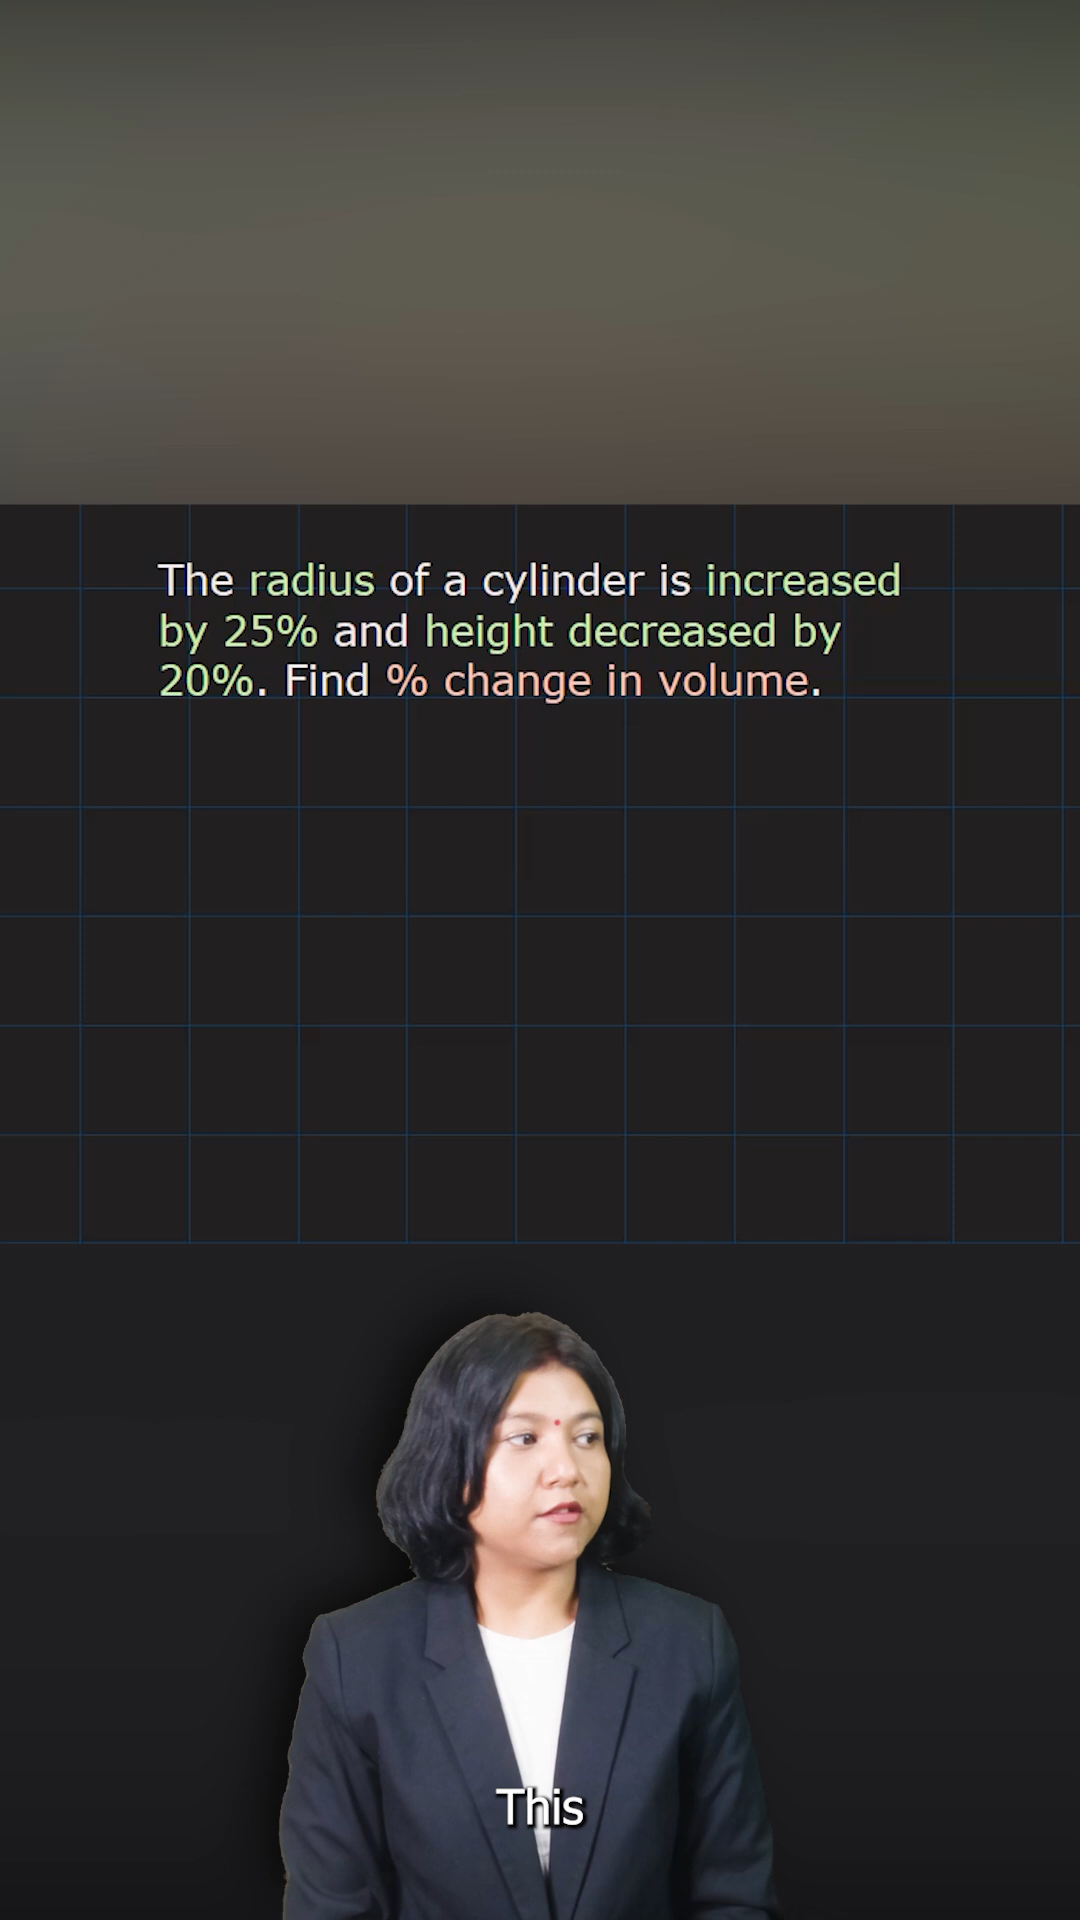 The radius of a cylinder is increased
by 25% and height decreased by
20%. Find % change in volume.
This